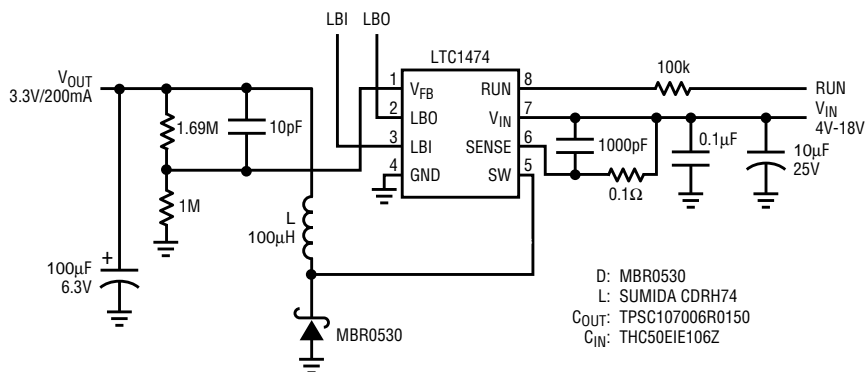 LBI LBO
LTC1474
VOUT
3.3V/200mA
1.69M
10pF
1M
100µF
6.3V
+
L
100µH
MBR0530
1 VFB
2 LBO
3 LBI
4 GND
RUN 8
VIN 7
SENSE 6
SW 5
100k
RUN
VIN
4V-18V
1000pF
0.1Ω
0.1µF
10µF
25V
D: MBR0530
L: SUMIDA CDRH74
COUT: TPSC107006R0150
CIN: THC50EIE106Z